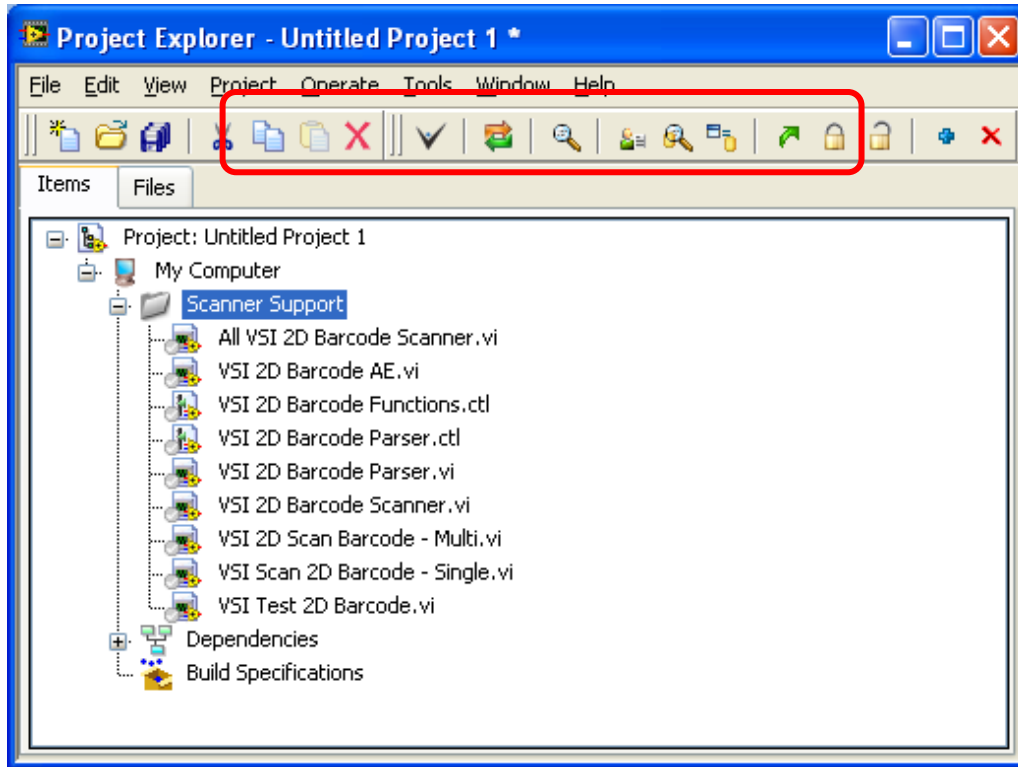 Project Explorer - Untitled Project 1 *
File Edit View Project Operate Tools Window Help
Items Files
Project: Untitled Project 1
My Computer
Scanner Support
All VSI 2D Barcode Scanner.vi
VSI 2D Barcode AE.vi
VSI 2D Barcode Functions.ctl
VSI 2D Barcode Parser.ctl
VSI 2D Barcode Parser.vi
VSI 2D Barcode Scanner.vi
VSI 2D Scan Barcode - Multi.vi
VSI Scan 2D Barcode - Single.vi
VSI Test 2D Barcode.vi
Dependencies
Build Specifications